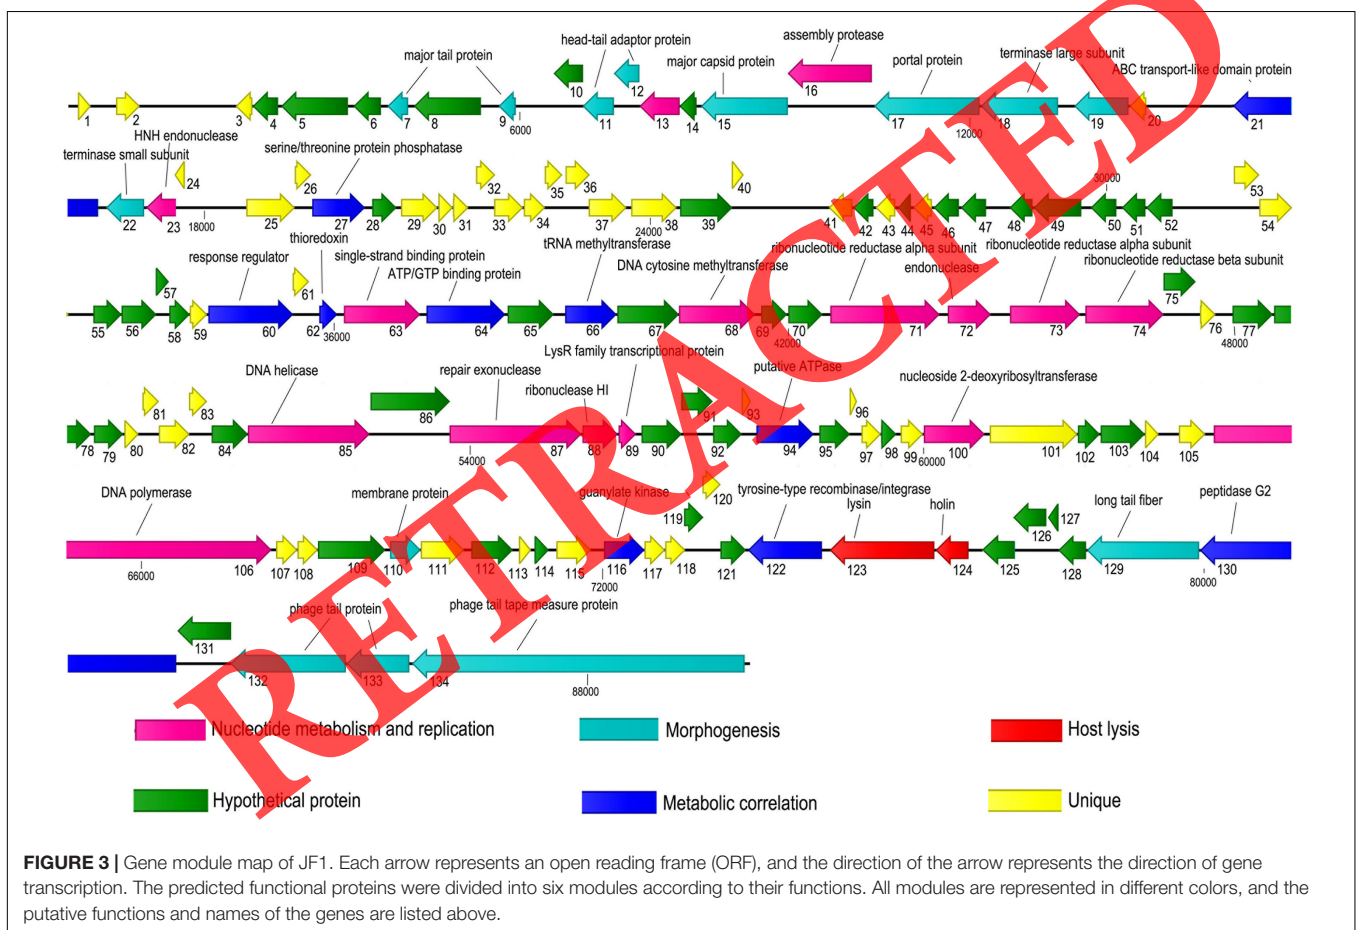 assembly protease
head-tail adaptor protein
major tail protein
major capsid protein
portal protein
terminase large subunit
ABC transport-like domain protein
10
12
16
1 2 3 4 5 6 7 8 9 11 13 14 15 17 18 19 20 21
6000
12000
HNH endonuclease
terminase small subunit
serine/threonine protein phosphatase
24
26
32
35
36
40
30000
53
22 23 25 27 28 29 30 31 33 34 37 38 39 41 42 43 44 45 46 47 48 49 50 51 52 54
18000
24000
thioredoxin
response regulator
single-strand binding protein
ATP/GTP binding protein
tRNA methyltransferase
DNA cytosine methyltransferase
ribonucleotide reductase alpha subunit
endonuclease
ribonucleotide reductase alpha subunit
ribonucleotide reductase beta subunit
57
61
75
55 56 58 59 60 62 63 64 65 66 67 68 69 70 71 72 73 74 76 77
36000
42000
48000
DNA helicase
repair exonuclease
LysR family transcriptional protein
ribonuclease HI
putative ATPase
nucleoside 2-deoxyribosyltransferase
81
83
86
91
93
96
78 79 80 82 84 85 87 88 89 90 92 94 95 97 98 99 100 101 102 103 104 105
54000
60000
DNA polymerase
membrane protein
guanylate kinase
tyrosine-type recombinase/integrase
lysin
holin
long tail fiber
peptidase G2
119
120
126
127
106 107 108 109 110 111 112 113 114 115 116 117 118 121 122 123 124 125 128 129 130
66000
72000
80000
phage tail protein
phage tail tape measure protein
131
132 133 134
88000
Nucleotide metabolism and replication
Morphogenesis
Host lysis
Hypothetical protein
Metabolic correlation
Unique
RETRACTED
FIGURE 3 | Gene module map of JF1. Each arrow represents an open reading frame (ORF), and the direction of the arrow represents the direction of gene
transcription. The predicted functional proteins were divided into six modules according to their functions. All modules are represented in different colors, and the
putative functions and names of the genes are listed above.